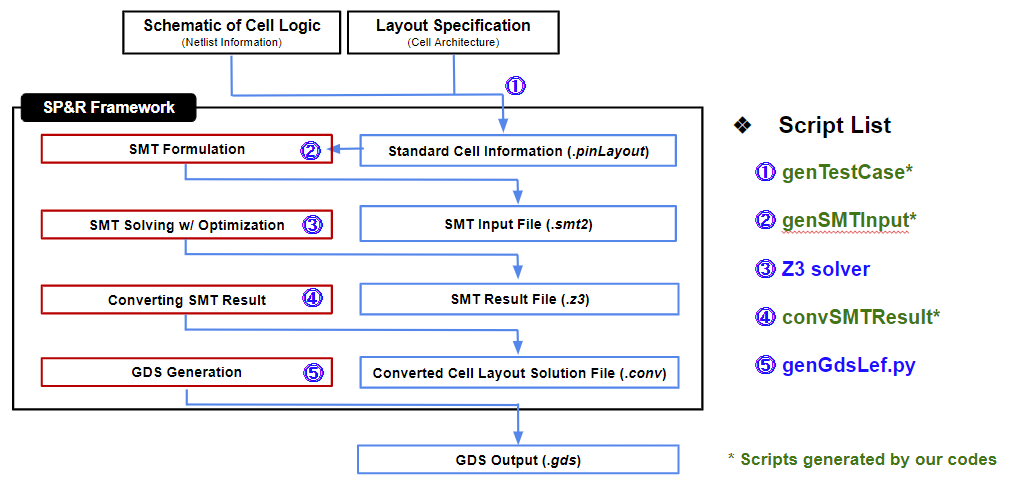 Schematic of Cell Logic
(Netlist Information)
Layout Specification
(Cell Architecture)
①
SP&R Framework
SMT Formulation ②
Standard Cell Information (.pinLayout)
SMT Input File (.smt2)
SMT Solving w/ Optimization ③
SMT Result File (.z3)
Converting SMT Result ④
Converted Cell Layout Solution File (.conv)
GDS Generation ⑤
GDS Output (.gds)
❖ Script List
① genTestCase*
② genSMTInput*
③ Z3 solver
④ convSMTResult*
⑤ genGdsLef.py
* Scripts generated by our codes